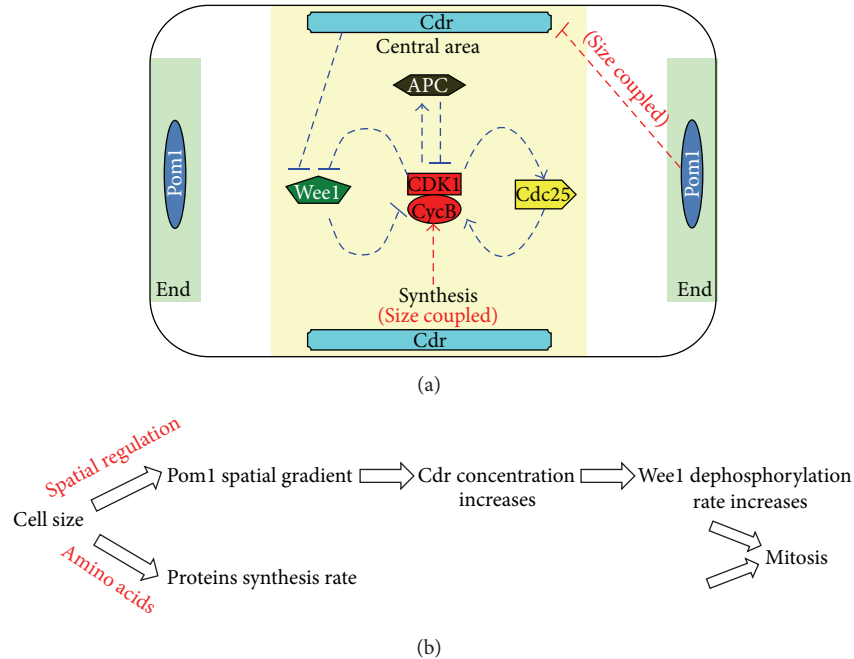 Cdr
Central area
(Size coupled)
APC
Pom1
Wee1
CDK1
CycB
Cdc25
Pom1
End
Synthesis
(Size coupled)
End
Cdr
(a)
Spatial regulation
Pom1 spatial gradient
Cdr concentration
increases
Wee1 dephosphorylation
rate increases
Cell size
Mitosis
Amino acids
Proteins synthesis rate
(b)